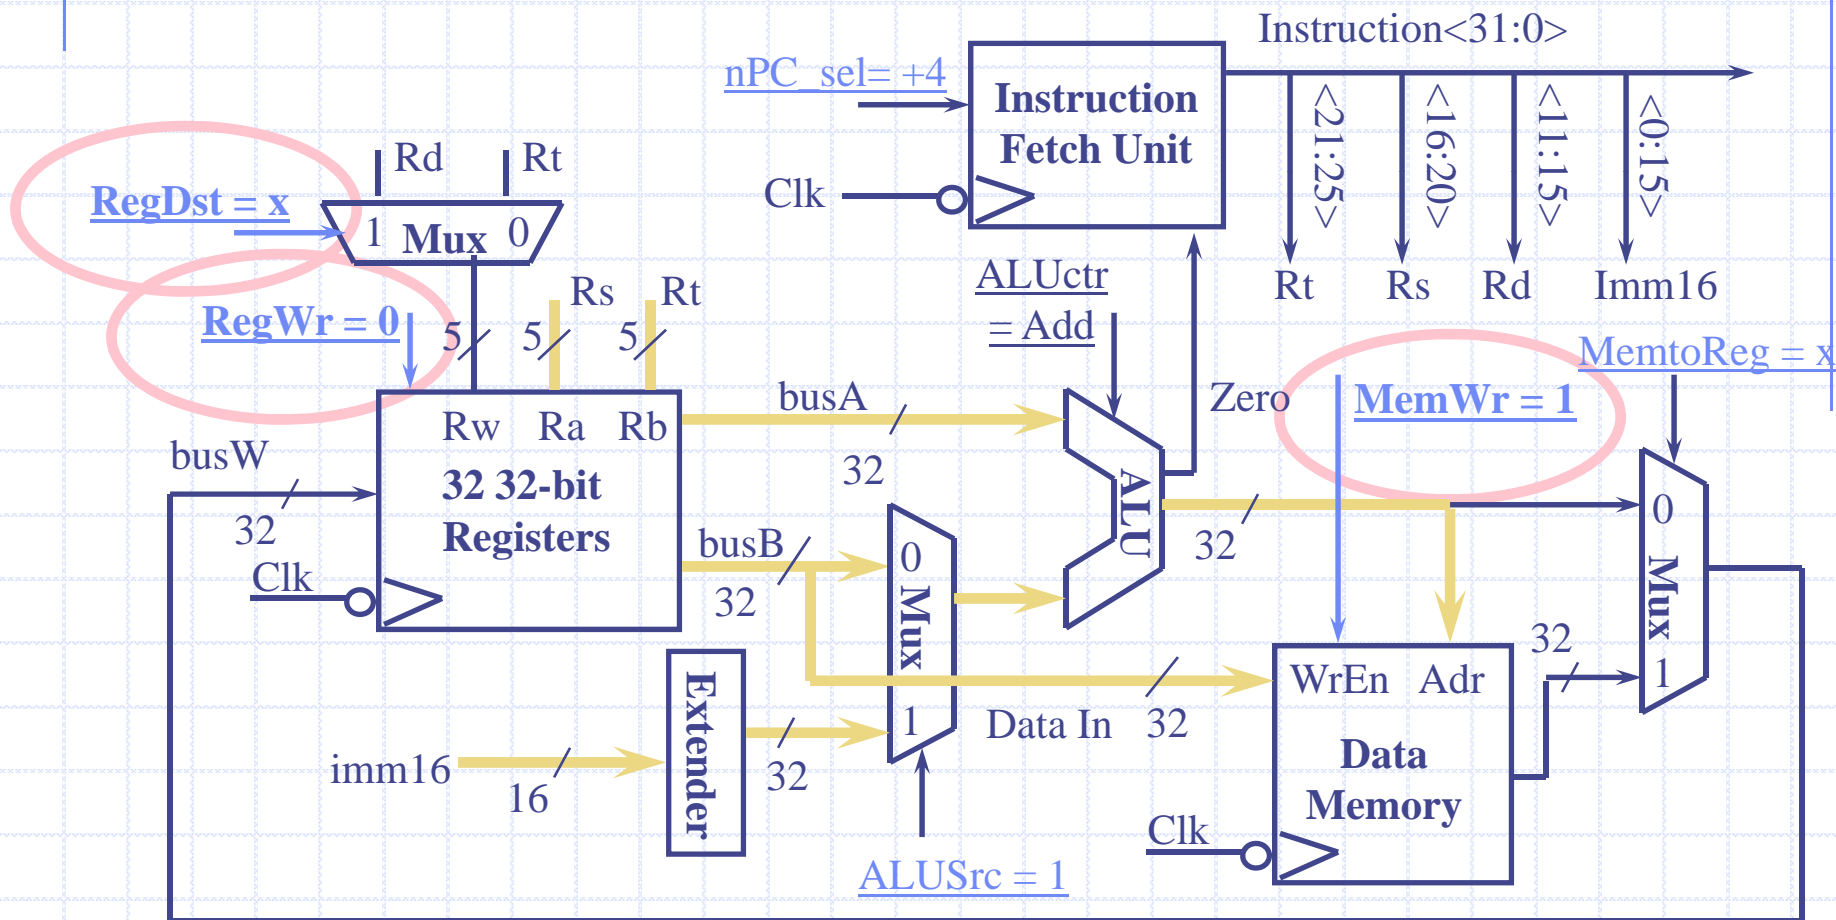 Instruction<31:0>
nPC_sel= +4
Instruction
Fetch Unit
Clk
<21:25>
<16:20>
<11:15>
<0:15>
Rt
Rs
Rd
Imm16
Rd
Rt
RegDst = x
1
Mux
0
RegWr = 0
5
5
5
Rs
Rt
ALUctr
= Add
Zero
MemtoReg = x
MemWr = 1
busA
32
Rw
Ra
Rb
busW
32
32 32-bit
Registers
Clk
busB
32
0
Mux
1
ALU
32
0
Mux
1
32
WrEn
Adr
Data In
32
Data
Memory
Clk
Extender
imm16
16
32
ALUSrc = 1